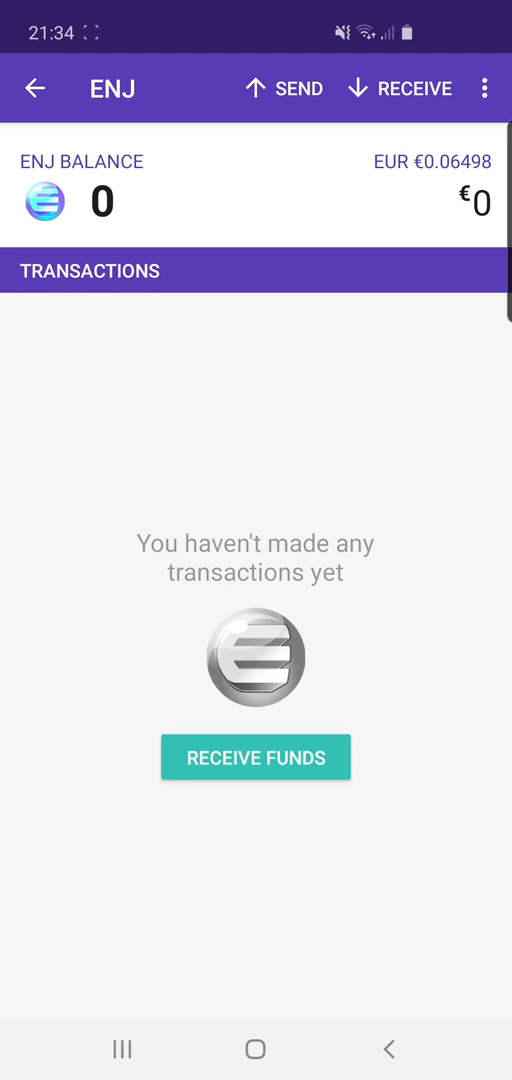 21:34
ENJ SEND RECEIVE
ENJ BALANCE EUR €0.06498
0 €0
TRANSACTIONS
You haven't made any
transactions yet
RECEIVE FUNDS